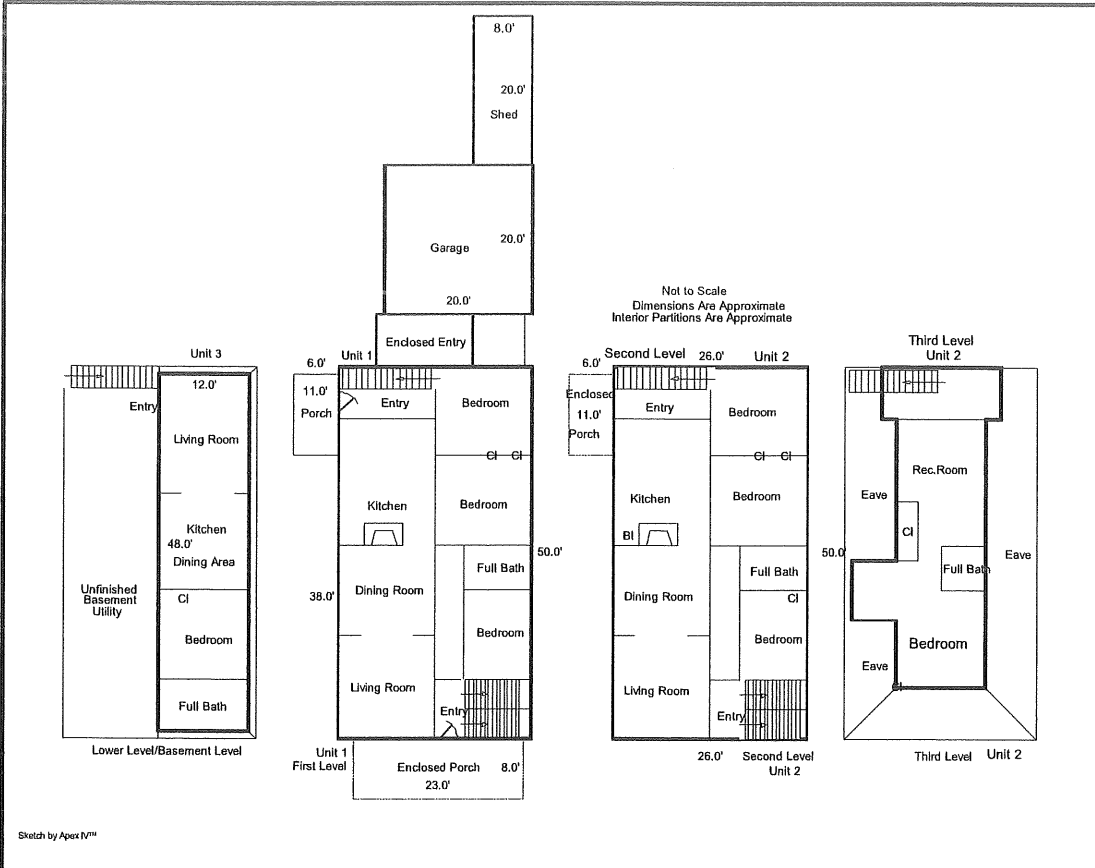 8.0'
20.0'
Shed
Garage
20.0'
20.0'
Enclosed Entry
Not to Scale
Dimensions Are Approximate
Interior Partitions Are Approximate
Unit 3
12.0'
Entry
Living Room
Kitchen
48.0'
Dining Area
Unfinished
Basement
Utility
Cl
Bedroom
Full Bath
Lower Level/Basement Level
6.0'
Unit 1
11.0'
Porch
Entry
Bedroom
Cl Cl
Kitchen
Bedroom
50.0'
Full Bath
38.0'
Dining Room
Bedroom
Living Room
Entry
Unit 1
First Level
Enclosed Porch
8.0'
23.0'
6.0'
Second Level
26.0'
Unit 2
Enclosed
11.0'
Porch
Entry
Bedroom
Cl Cl
Kitchen
Bedroom
BI
Full Bath
Cl
Dining Room
Bedroom
Living Room
Entry
26.0'
Second Level
Unit 2
Third Level
Unit 2
Rec.Room
Eave
Cl
50.0'
Full Bath
Eave
Bedroom
Eave
Cl
Third Level
Unit 2
Sketch by Apex IV™